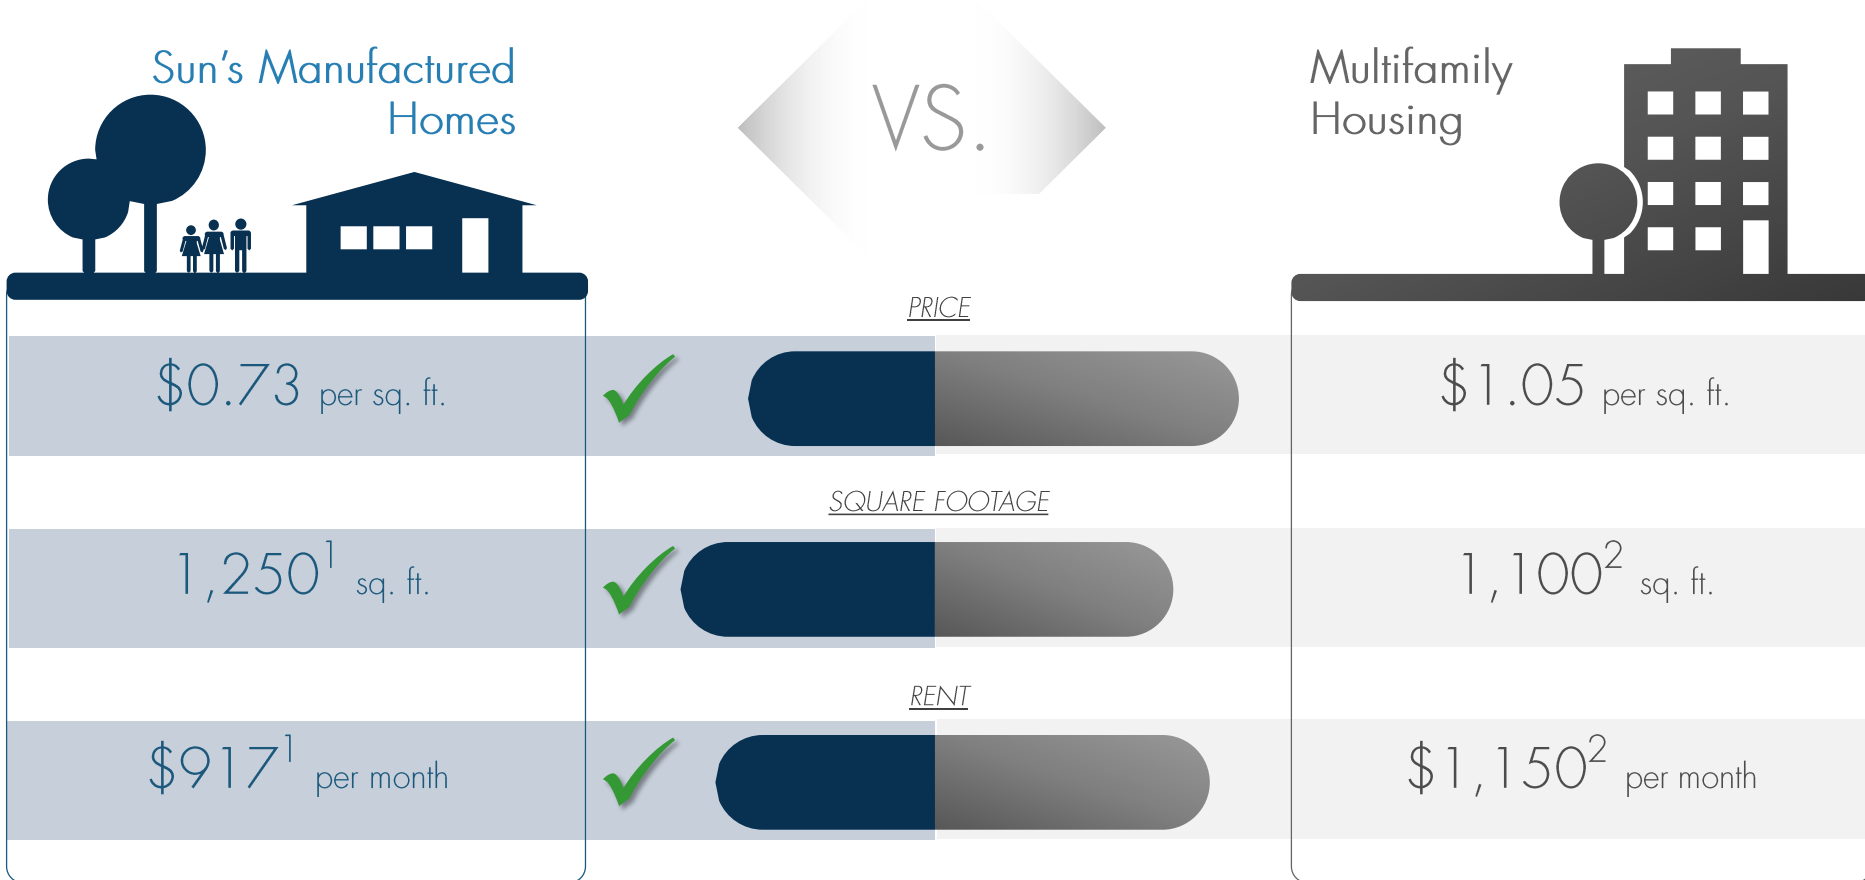 Sun's Manufactured
Homes
VS.
Multifamily
Housing
PRICE
$0.73 per sq. ft.
$1.05 per sq. ft.
SQUARE FOOTAGE
1,250¹ sq. ft.
1,100² sq. ft.
RENT
$917¹ per month
$1,150² per month